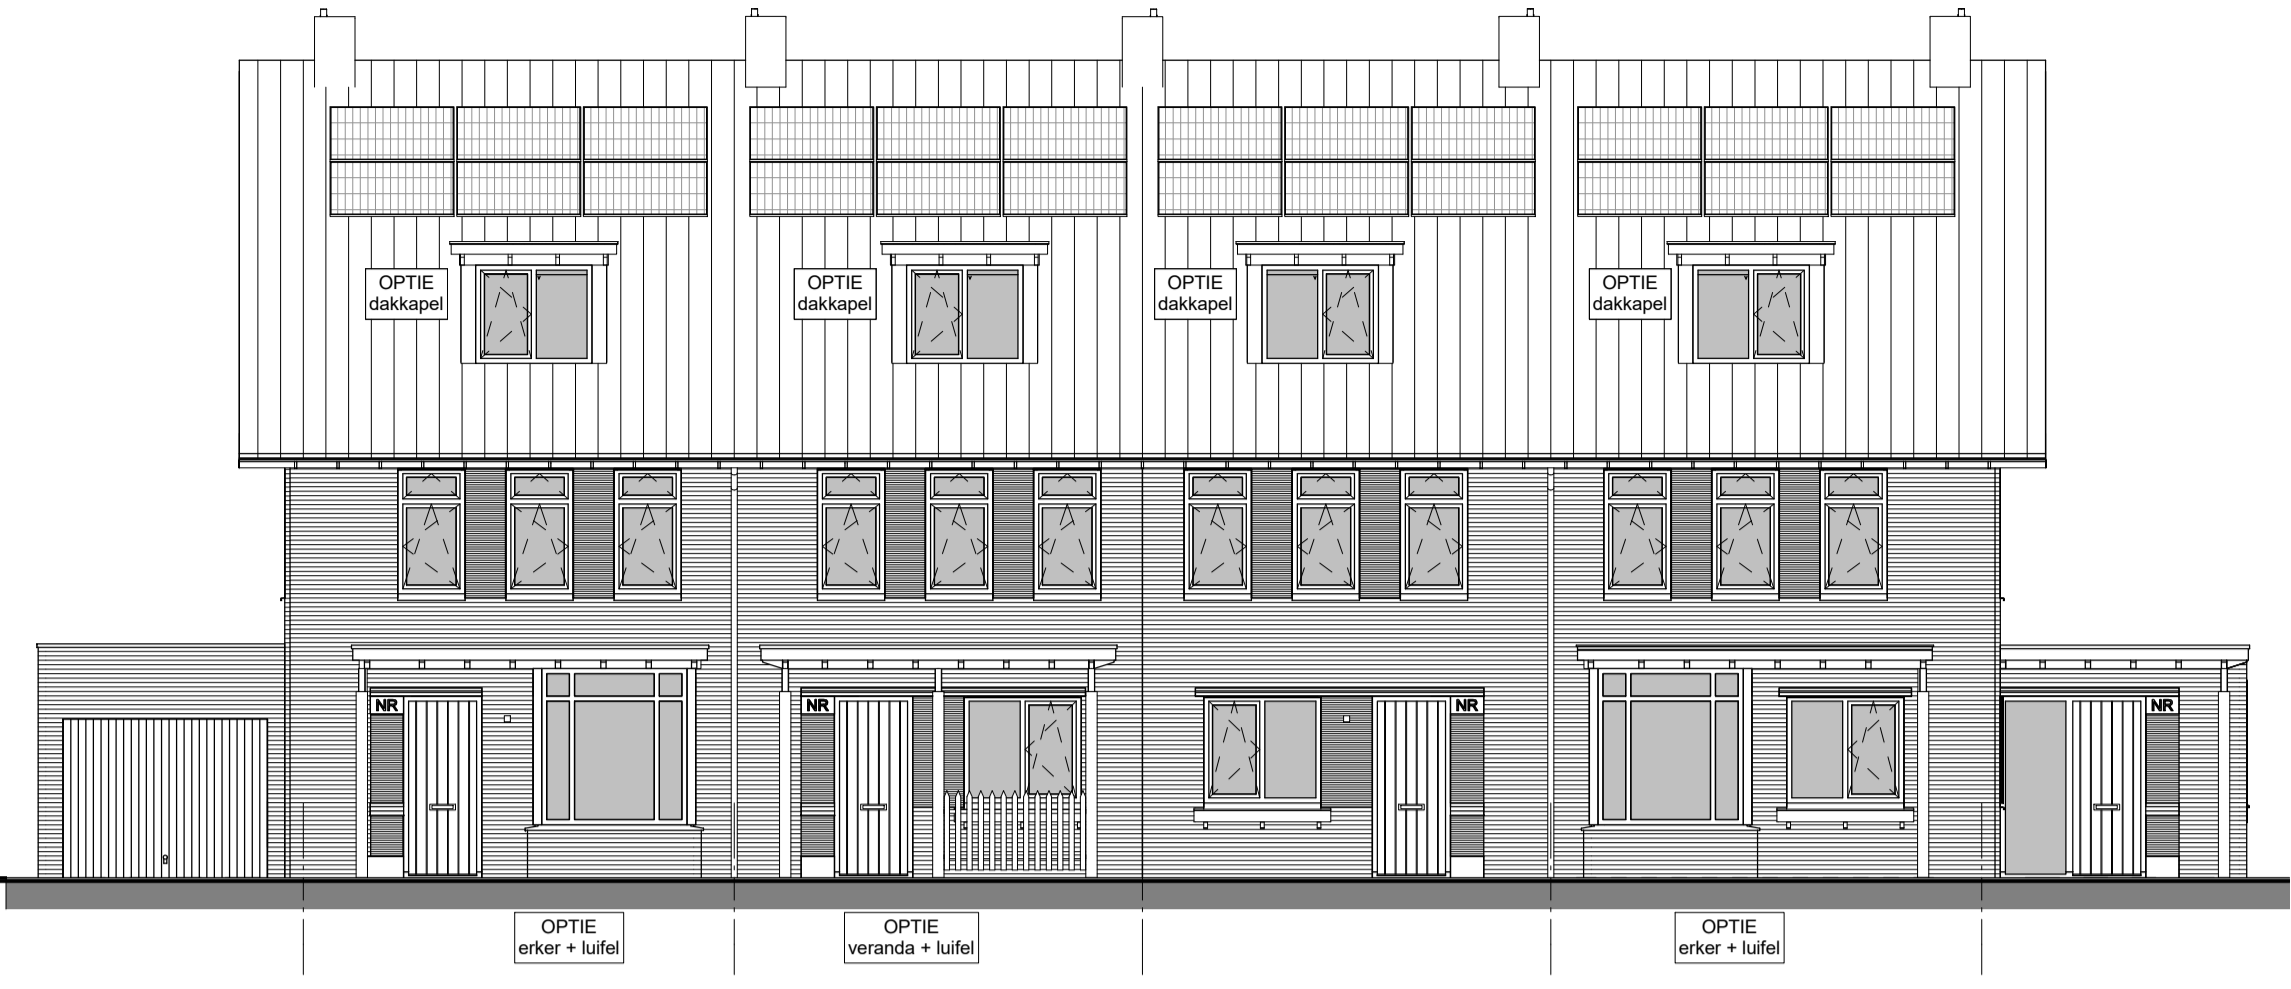 OPTIE
dakkapel
OPTIE
dakkapel
OPTIE
dakkapel
OPTIE
dakkapel
NR
NR
NR
NR
OPTIE
erker + luifel
OPTIE
veranda + luifel
OPTIE
erker + luifel